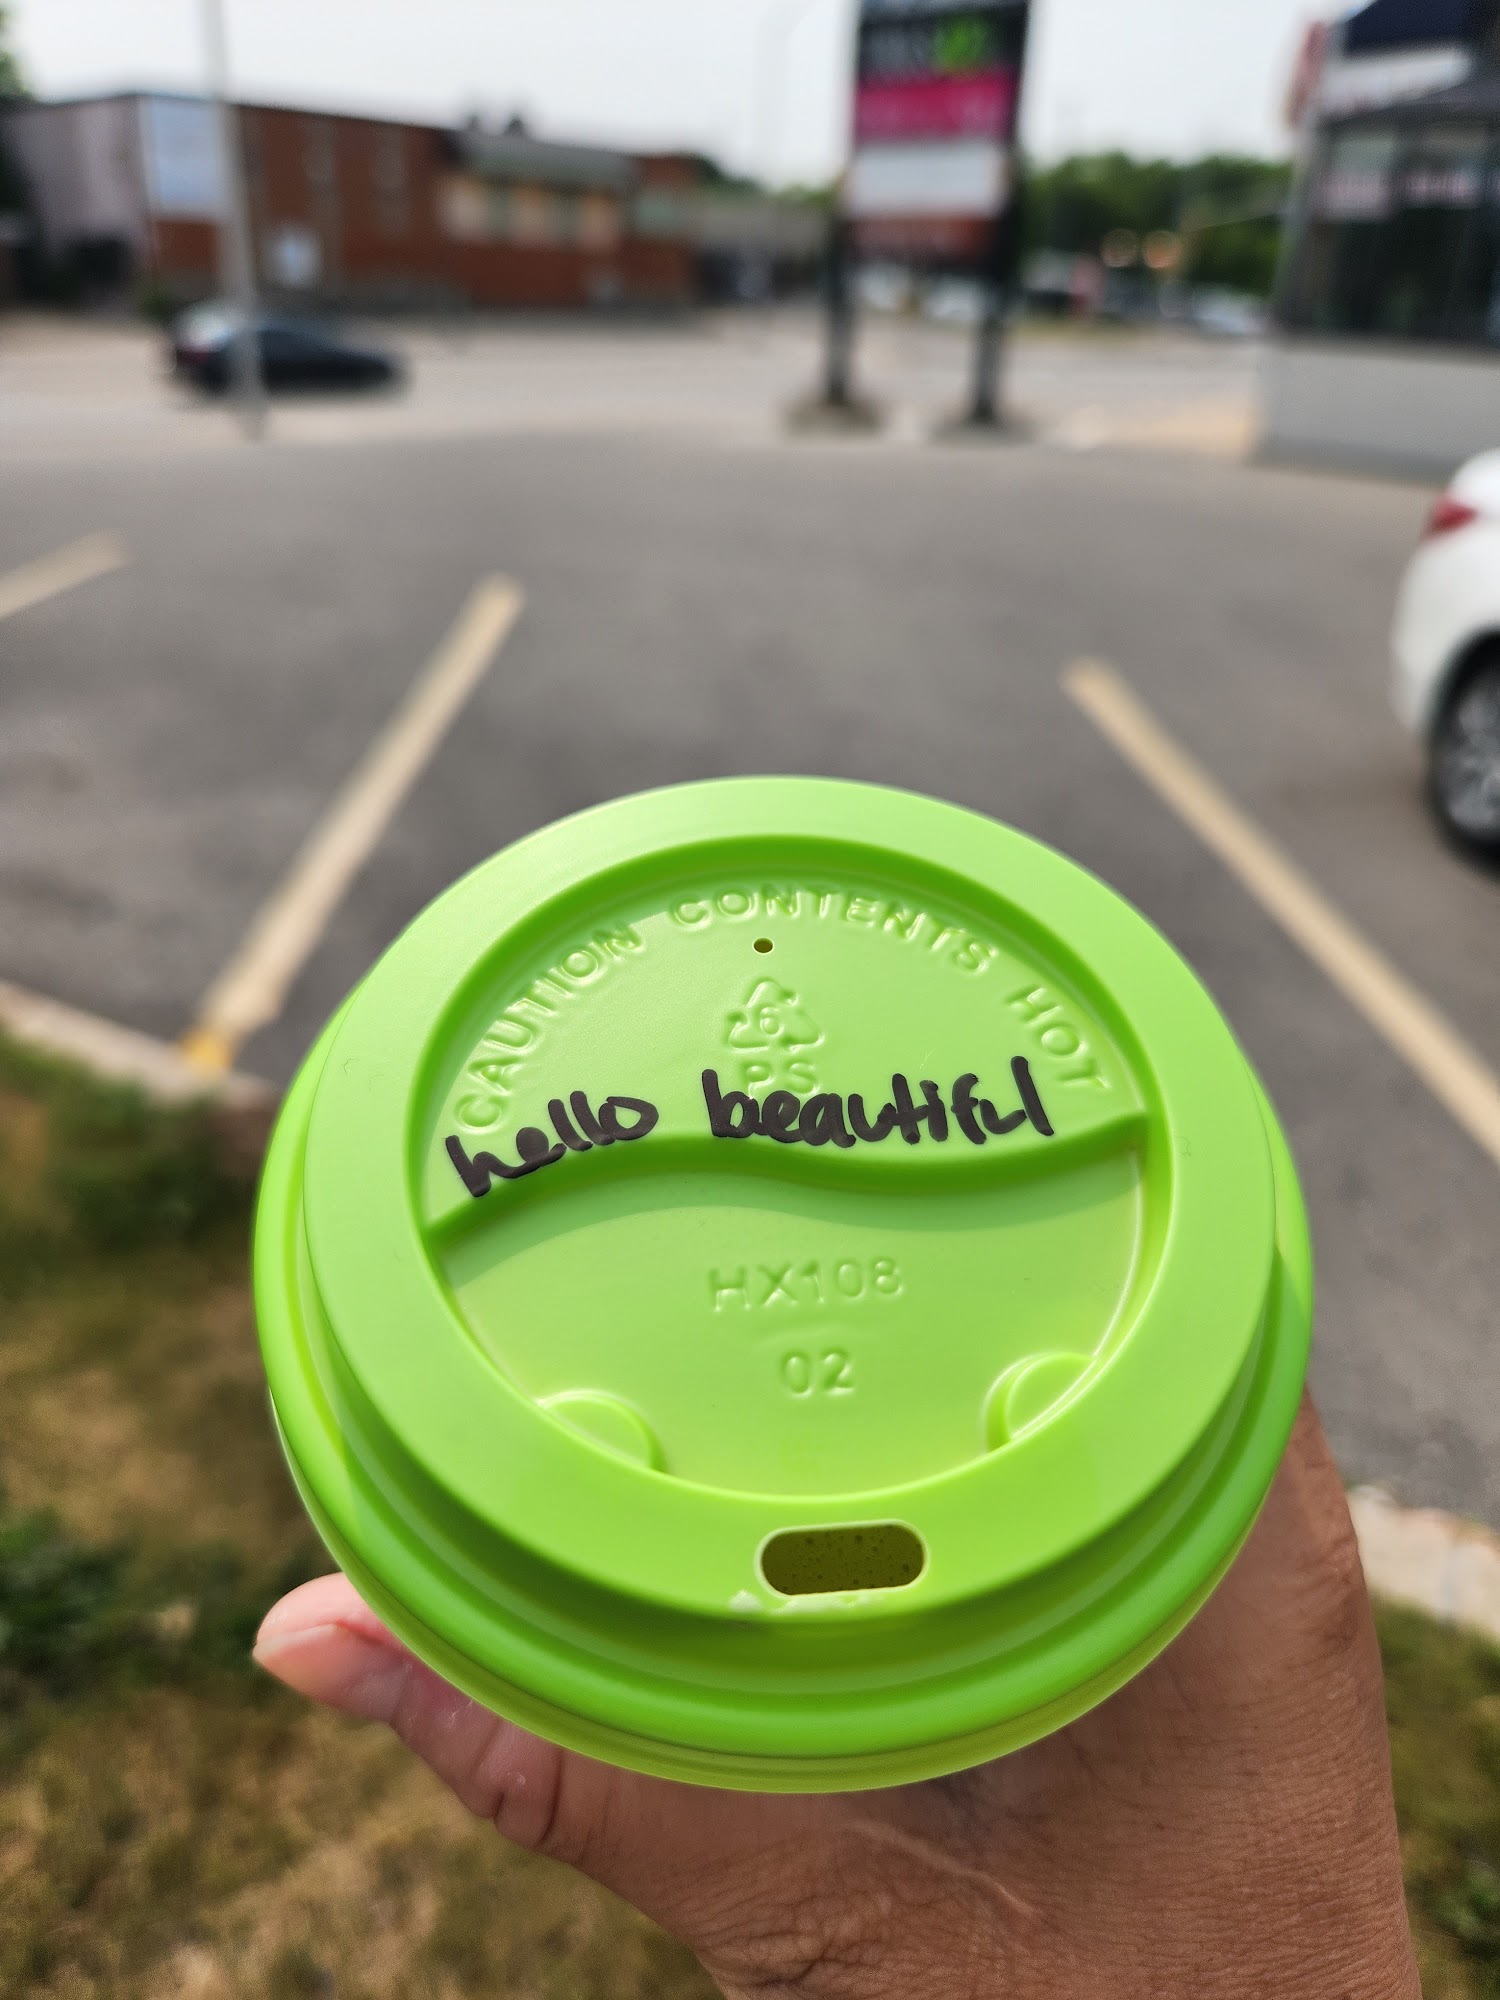 CAUTION CONTENTS HOT
6
PS
hello beautiful
HX108
02